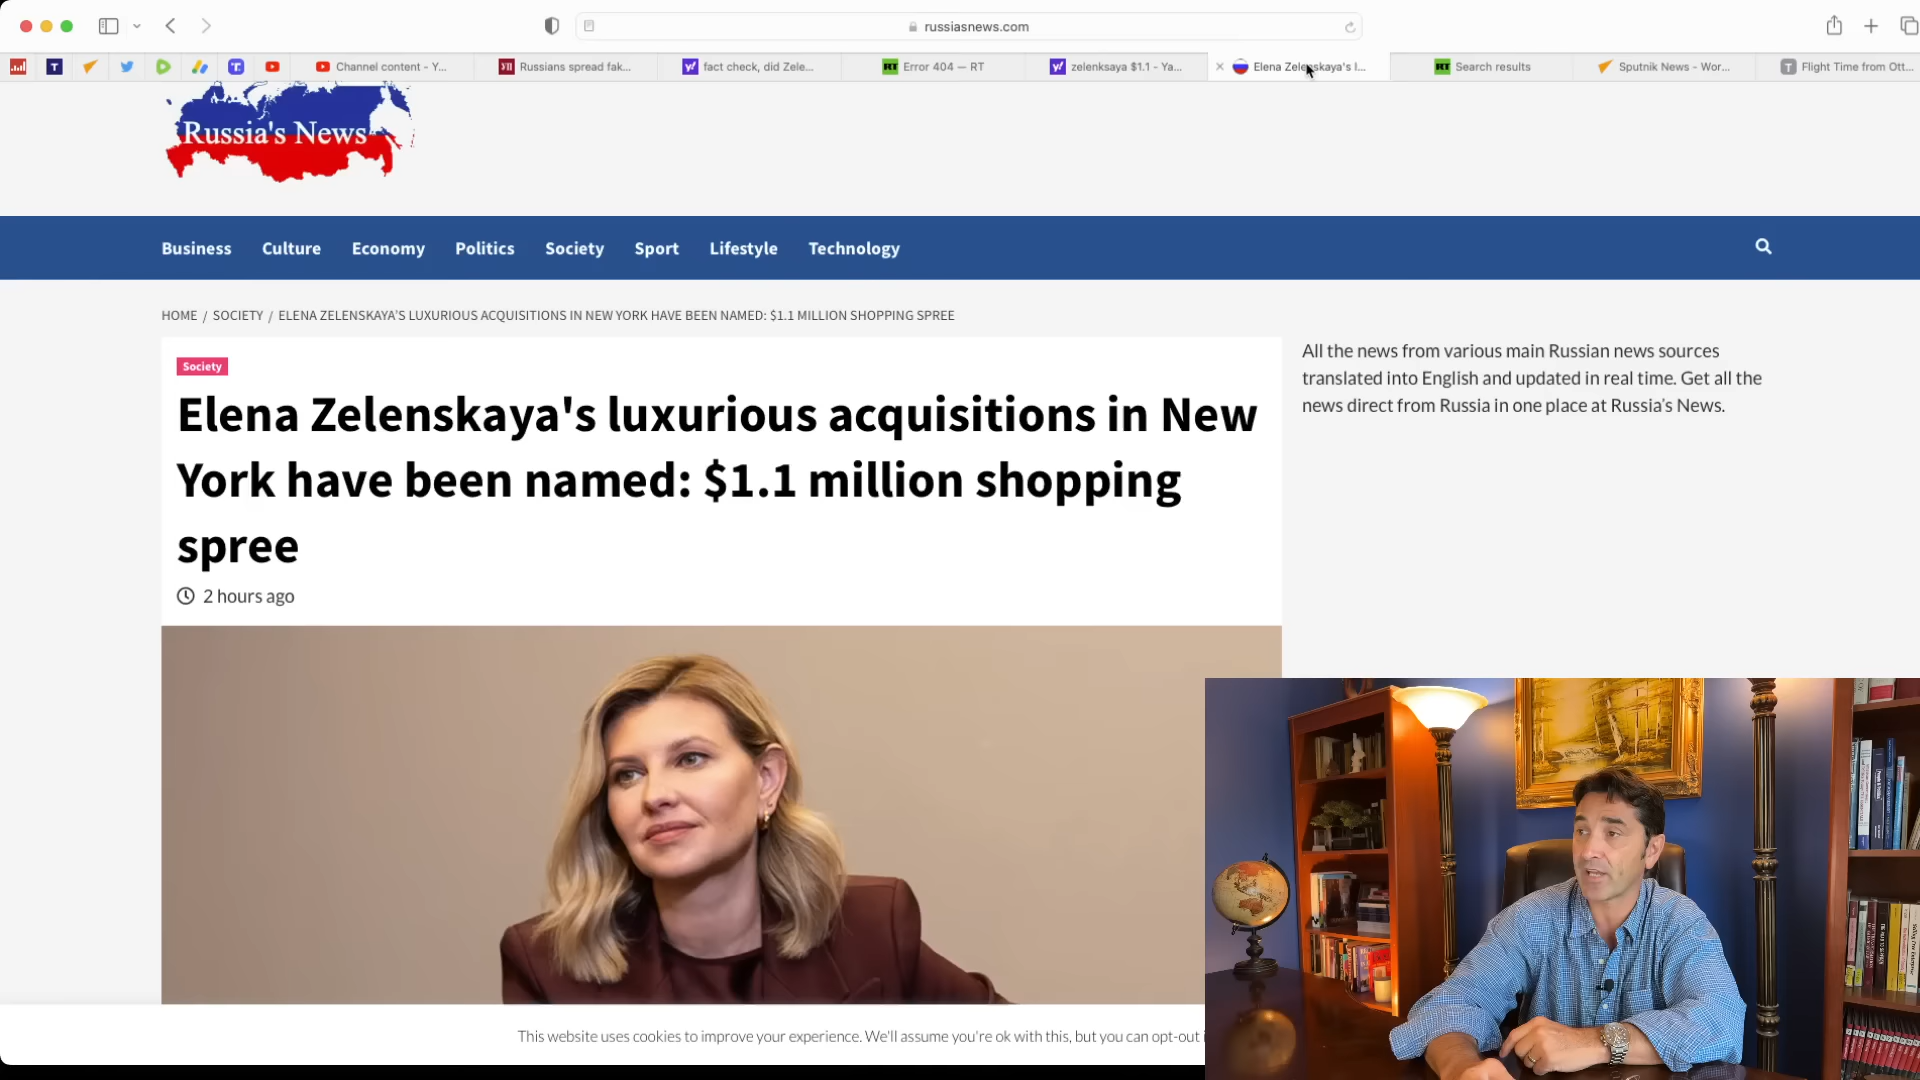 russiasnews.com
Channel content - Y...
Russians spread fak...
fact check, did Zele...
Error 404 — RT
zelenksaya $1.1 - Ya...
Elena Zelenskaya's l...
Search results
Sputnik News - Wor...
Flight Time from Ott...
Russia's News
Business Culture Economy Politics Society Sport Lifestyle Technology
HOME / SOCIETY / ELENA ZELENSKAYA'S LUXURIOUS ACQUISITIONS IN NEW YORK HAVE BEEN NAMED: $1.1 MILLION SHOPPING SPREE
Society
Elena Zelenskaya's luxurious acquisitions in New
York have been named: $1.1 million shopping
spree
2 hours ago
All the news from various main Russian news sources
translated into English and updated in real time. Get all the
news direct from Russia in one place at Russia's News.
This website uses cookies to improve your experience. We'll assume you're ok with this, but you can opt-out